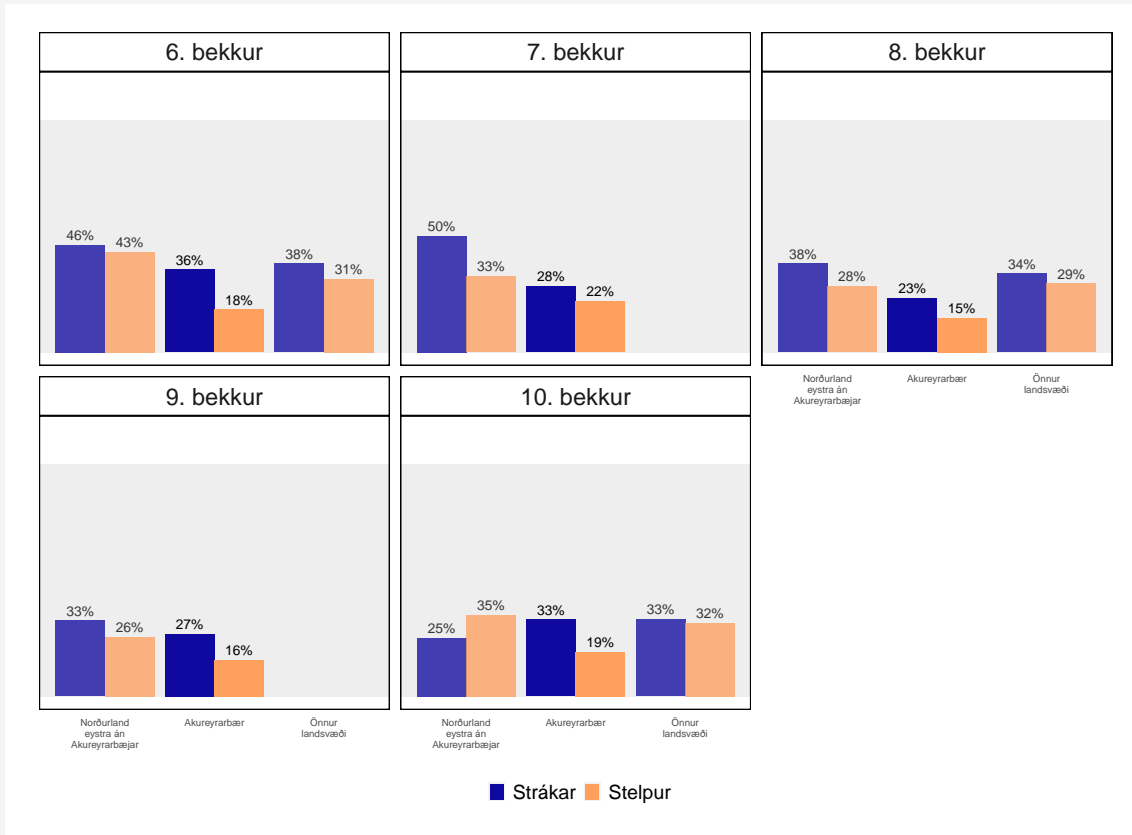 6. bekkur
46%
43%
36%
18%
38%
31%
7. bekkur
50%
33%
28%
22%
8. bekkur
38%
28%
23%
15%
34%
29%
Norðurland
eystra án
Akureyrarbæjar
Akureyrarbær
Önnur
landsvæði
9. bekkur
33%
26%
27%
16%
Norðurland
eystra án
Akureyrarbæjar
Akureyrarbær
Önnur
landsvæði
10. bekkur
25%
35%
33%
19%
33%
32%
Norðurland
eystra án
Akureyrarbæjar
Akureyrarbær
Önnur
landsvæði
Strákar Stelpur